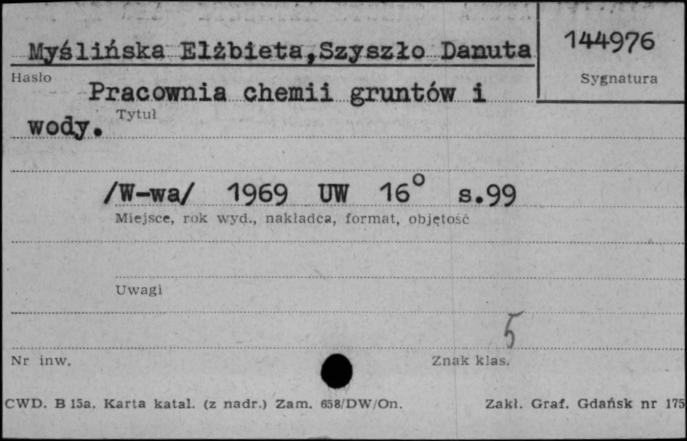 Myślińska Elżbieta,Szyszło Danuta
144976
Hasło
Sygnatura
Pracownia chemii gruntów i
Tytuł
wody.
/W-wa/ 1969 UW 16° s.99
Miejsce, rok wyd., nakładca, format, objętość
Uwagi
5
Nr inw.
Znak klas.
CWD. B 15a. Karta katal. (z nadr.) Zam. 658/DW/On.
Zakł. Graf. Gdańsk nr 175